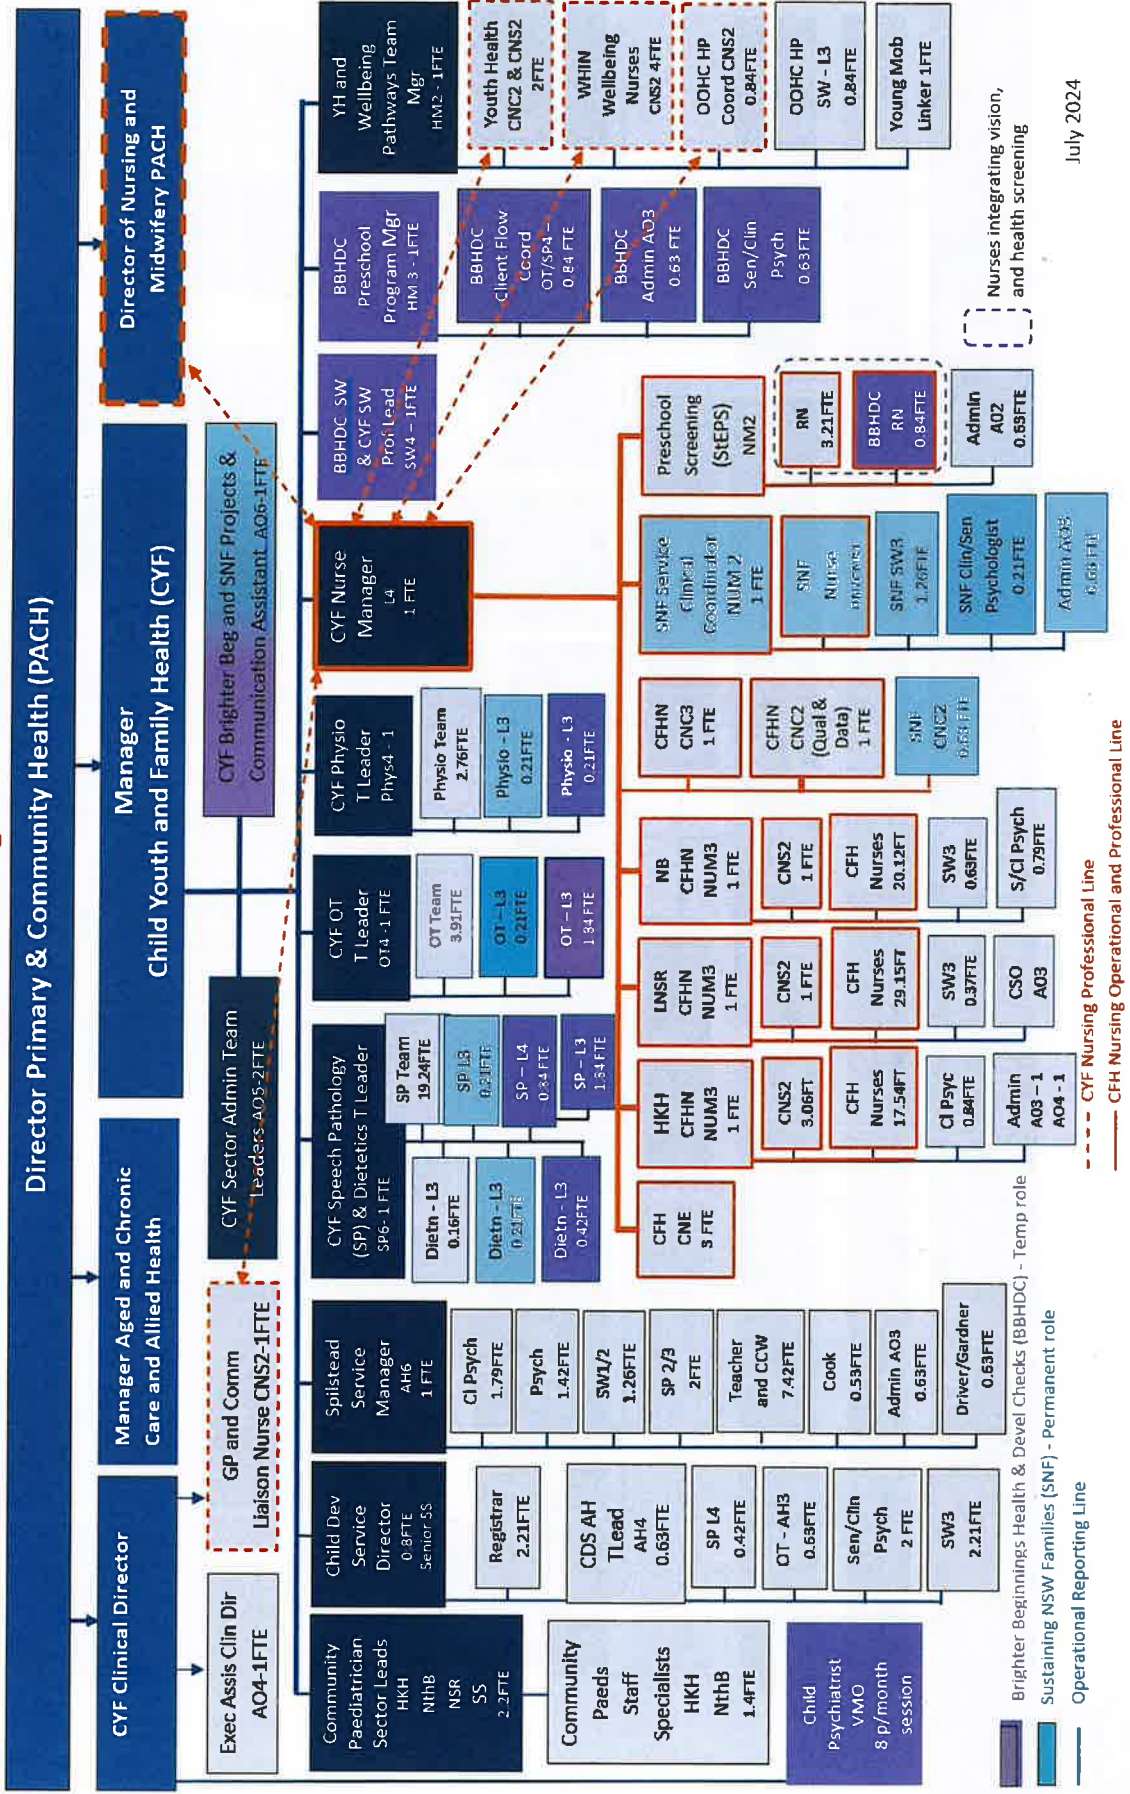 Director Primary & Community Health (PACH)
CYF Clinical Director
Manager Aged and Chronic
Care and Allied Health
Manager
Child Youth and Family Health (CYF)
Director of Nursing and
Midwifery PACH
Exec Assis Clin Dir
AO4-1FTE
GP and Comm
Liaison Nurse CNS2-1FTE
CYF Sector Admin Team
Leaders AO5-2FTE
CYF Brighter Beg and SNF Projects &
Communication Assistant AO6-1FTE
Community
Paediatrician
Sector Leads
HKH
NthB
NSR
SS
2.2FTE
Community
Paeds
Staff
Specialists
HKH
NthB
1.4FTE
Child
Psychiatrist
VMO
8 p/month
session
Child Dev
Service
Director
0.8FTE
Senior SS
Registrar
2.21FTE
CDS AH
TLead
AH4
0.63FTE
SP L4
0.42FTE
OT - AH3
0.63FTE
Sen/Clin
Psych
2 FTE
SW3
2.21FTE
Spilstead
Service
Manager
AH6
1 FTE
Cl Psych
1.79FTE
Psych
1.42FTE
SW1/2
1.26FTE
SP 2/3
2FTE
Teacher
and CCW
7.42FTE
Cook
0.53FTE
Admin AO3
0.63FTE
Driver/Gardner
0.63FTE
CYF Speech Pathology
(SP) & Dietetics T Leader
SP6- 1 FTE
Dietn - L3
0.16FTE
Dietn - L3
0.21FTE
Dietn - L3
0.42FTE
SP Team
19.24FTE
SP L3
0.21FTE
SP - L4
0.84 FTE
SP - L3
1.34 FTE
CYF OT
T Leader
OT4 - 1 FTE
OT Team
3.91FTE
OT - L3
0.21FTE
OT - L3
1.34 FTE
CYF Physio
T Leader
Phys4 - 1
Physio Team
2.76FTE
Physio - L3
0.21FTE
Physio - L3
0.21FTE
CYF Nurse
Manager
L4
1 FTE
BBHDC SW
& CYF SW
Prof Lead
SW4 - 1FTE
BBHDC
Preschool
Program Mgr
HM 3 - 1FTE
BBHDC
Client Flow
Coord
OT/SP4 -
0.84 FTE
BBHDC
Admin AO3
0.63 FTE
BBHDC
Sen/Clin
Psych
0.63FTE
YH and
Wellbeing
Pathways Team
Mgr
HM2 - 1FTE
Youth Health
CNC2 & CNS2
2FTE
WHIN
Wellbeing
Nurses
CNS2 4FTE
OOHC HP
Coord CNS2
0.84FTE
OOHC HP
SW - L3
0.84FTE
Young Mob
Linker 1FTE
CFH
CNE
3 FTE
HKH
CFHN
NUM3
1 FTE
CNS2
3.06FT
CFH
Nurses
17.54FT
Cl Psyc
0.84FTE
Admin
A03 - 1
AO4 - 1
LNSR
CFHN
NUM3
1 FTE
CNS2
1 FTE
CFH
Nurses
29.15FT
SW3
0.37FTE
CSO
A03
NB
CFHN
NUM3
1 FTE
CNS2
1 FTE
CFH
Nurses
20.12FT
SW3
0.63FTE
S/Cl Psych
0.79FTE
CFHN
CNC3
1 FTE
CFHN
CNC2
(Qual &
Data)
1 FTE
SNF
CNC2
SNF Service
Clinical
Coordinator
NUM 2
1 FTE
SNF
Nurse
SNF SW3
1.26FTE
SNF Clin/Sen
Psychologist
0.21FTE
Admin AO3
Preschool
Screening
(StEPS)
NM2
RN
3.21FTE
BBHDC
RN
0.84FTE
Admin
A02
0.63FTE
Nurses integrating vision,
and health screening
July 2024
Brighter Beginnings Health & Devel Checks (BBHDC) - Temp role
Sustaining NSW Families (SNF) - Permanent role
Operational Reporting Line
CYF Nursing Professional Line
CFH Nursing Operational and Professional Line